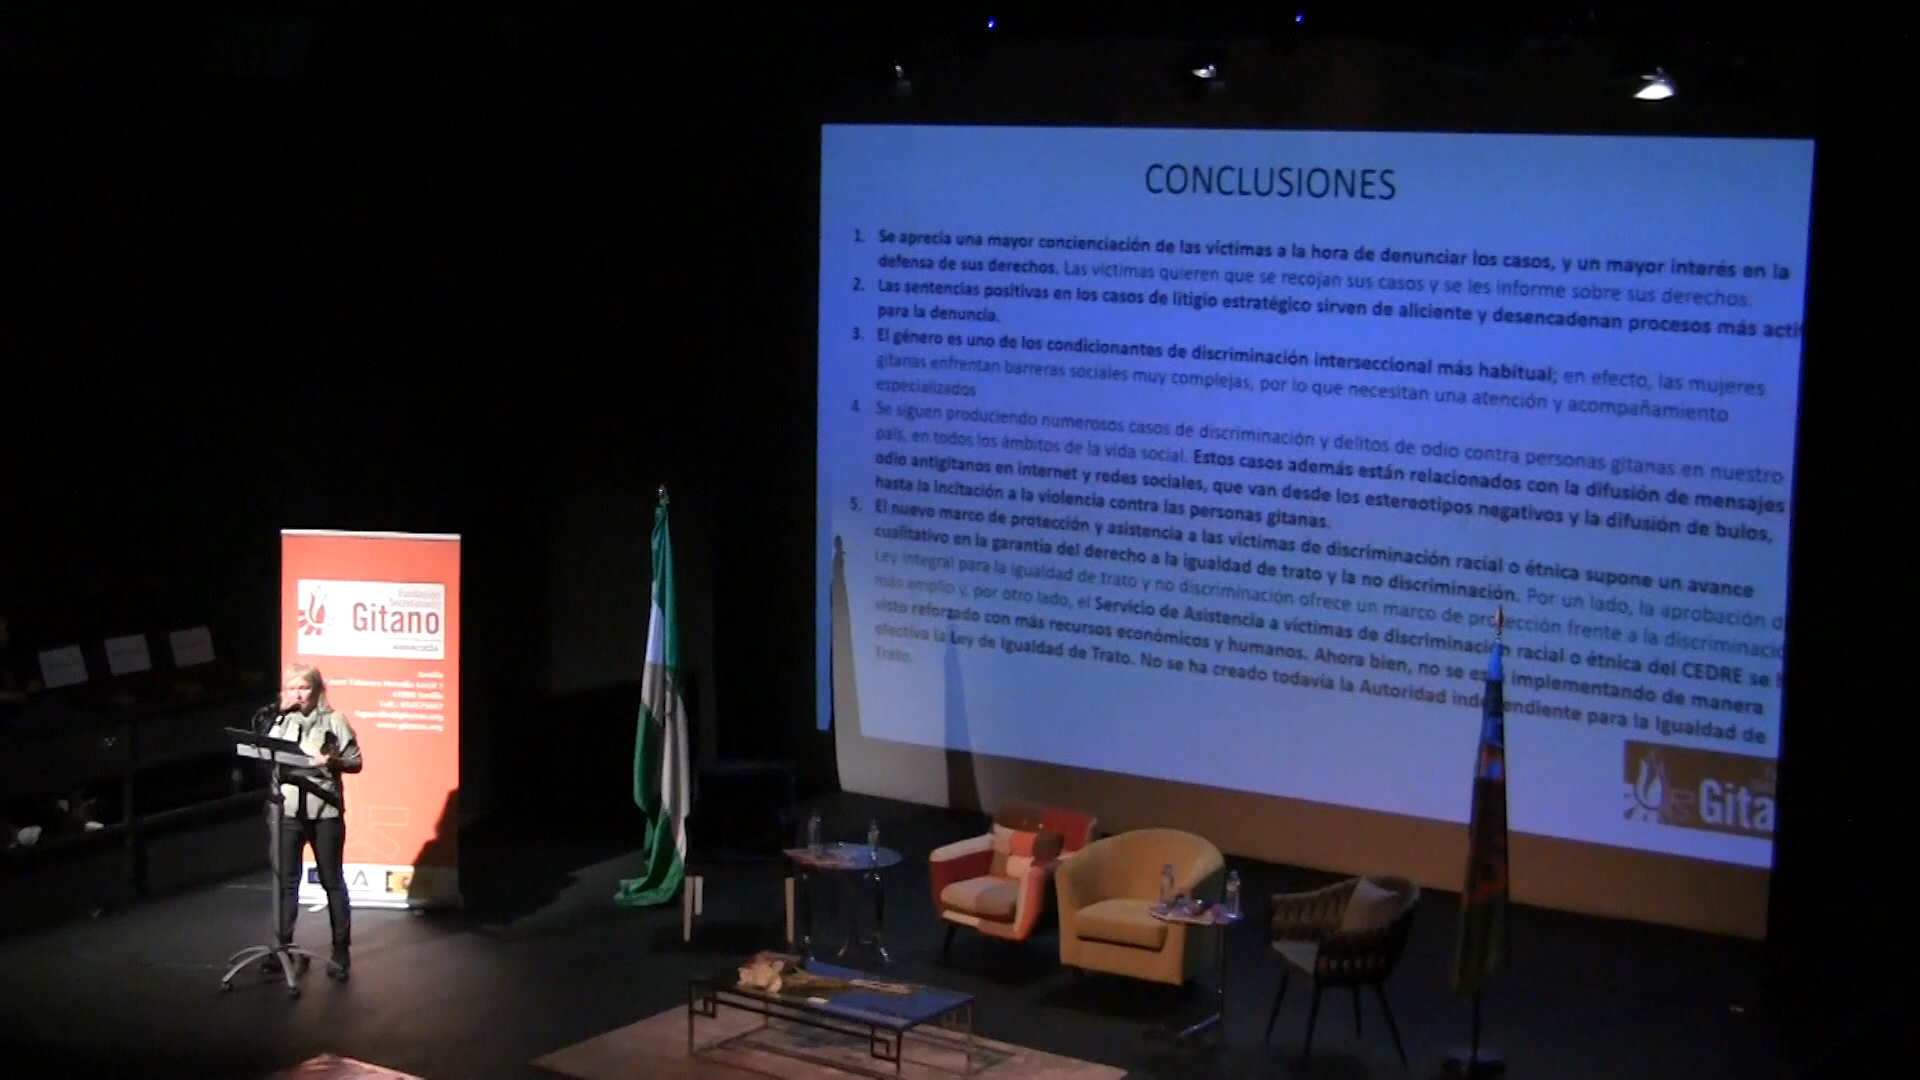 CONCLUSIONES
1. Se aprecia una mayor concienciación de las víctimas a la hora de denunciar los casos, y un mayor interés en la
defensa de sus derechos. Las víctimas quieren que se recojan sus casos y se les informe sobre sus derechos.
2. Las sentencias positivas en los casos de litigio estratégico sirven de aliciente y desencadenan procesos más acti
para la denuncia.
3. El género es uno de los condicionantes de discriminación interseccional más habitual; en efecto, las mujeres
gitanas enfrentan barreras sociales muy complejas, por lo que necesitan una atención y acompañamiento
especializados
4. Se siguen produciendo numerosos casos de discriminación y delitos de odio contra personas gitanas en nuestro
país, en todos los ámbitos de la vida social. Estos casos además están relacionados con la difusión de mensajes
odio antigitanos en internet y redes sociales, que van desde los estereotipos negativos y la difusión de bulos,
hasta la incitación a la violencia contra las personas gitanas.
5. El nuevo marco de protección y asistencia a las víctimas de discriminación racial o étnica supone un avance
cualitativo en la garantía del derecho a la igualdad de trato y la no discriminación. Por un lado, la aprobación d
Ley integral para la igualdad de trato y no discriminación ofrece un marco de protección frente a la discriminació
más amplio y, por otro lado, el Servicio de Asistencia a víctimas de discriminación racial o étnica del CEDRE se
visto reforzado con más recursos económicos y humanos. Ahora bien, no se está implementando de manera
efectiva la Ley de Igualdad de Trato. No se ha creado todavía la Autoridad independiente para la Igualdad de
Trato.
Gita
Fundación
Secretariado
Gitano
ANDALUCÍA
Sevilla